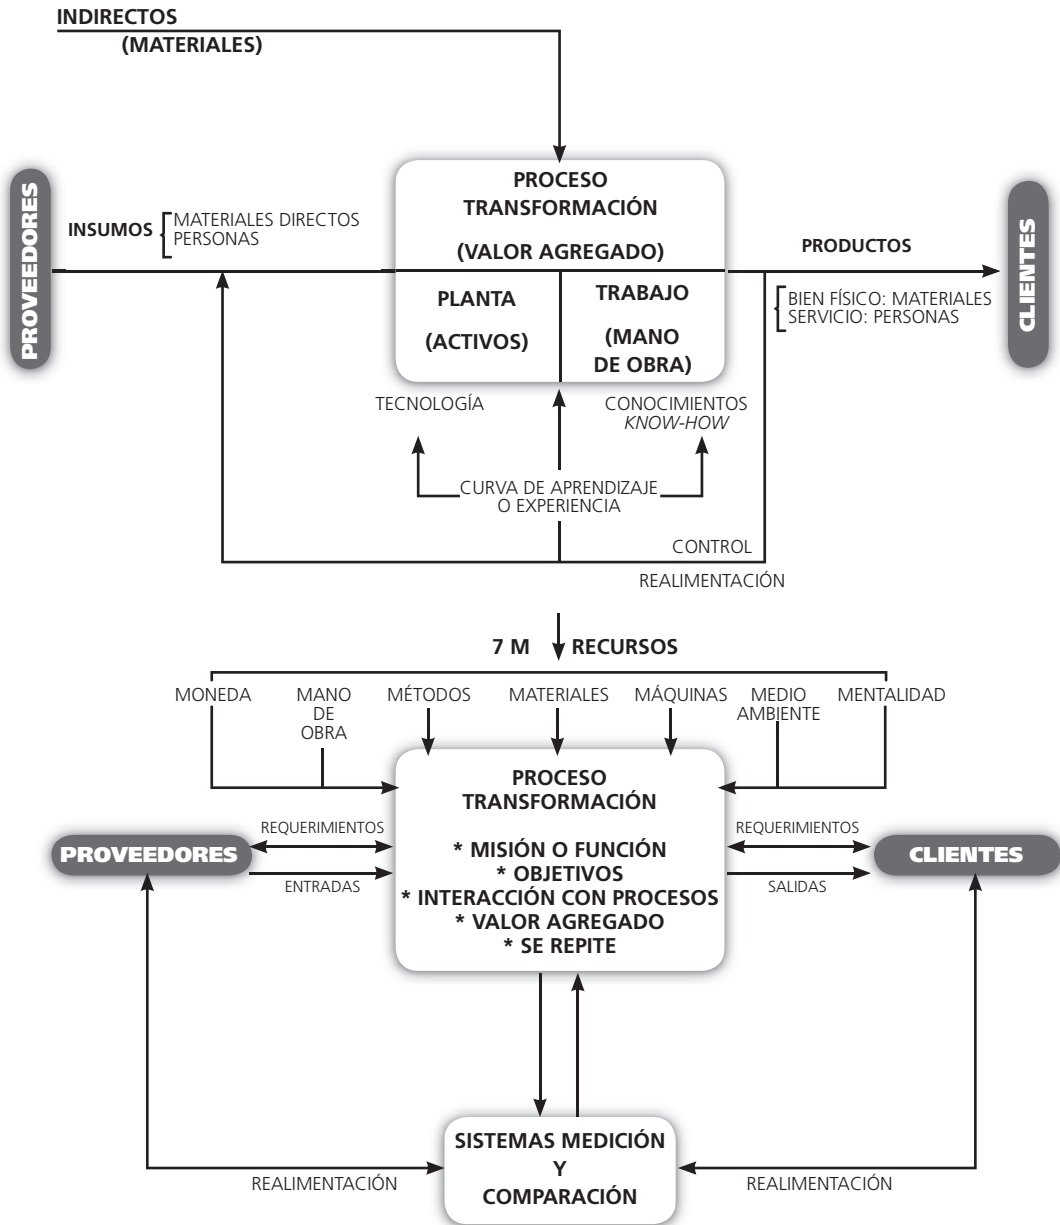 INDIRECTOS
(MATERIALES)
PROVEEDORES
INSUMOS
MATERIALES DIRECTOS
PERSONAS
PROCESO
TRANSFORMACIÓN
(VALOR AGREGADO)
PLANTA
(ACTIVOS)
TRABAJO
(MANO
DE OBRA)
PRODUCTOS
BIEN FÍSICO: MATERIALES
SERVICIO: PERSONAS
CLIENTES
TECNOLOGÍA
CONOCIMIENTOS
KNOW-HOW
CURVA DE APRENDIZAJE
O EXPERIENCIA
CONTROL
REALIMENTACIÓN
7 M RECURSOS
MONEDA
MANO
DE
OBRA
MÉTODOS
MATERIALES
MÁQUINAS
MEDIO
AMBIENTE
MENTALIDAD
PROCESO
TRANSFORMACIÓN
* MISIÓN O FUNCIÓN
* OBJETIVOS
* INTERACCIÓN CON PROCESOS
* VALOR AGREGADO
* SE REPITE
PROVEEDORES
REQUERIMIENTOS
ENTRADAS
REQUERIMIENTOS
SALIDAS
CLIENTES
SISTEMAS MEDICIÓN
Y
COMPARACIÓN
REALIMENTACIÓN
REALIMENTACIÓN